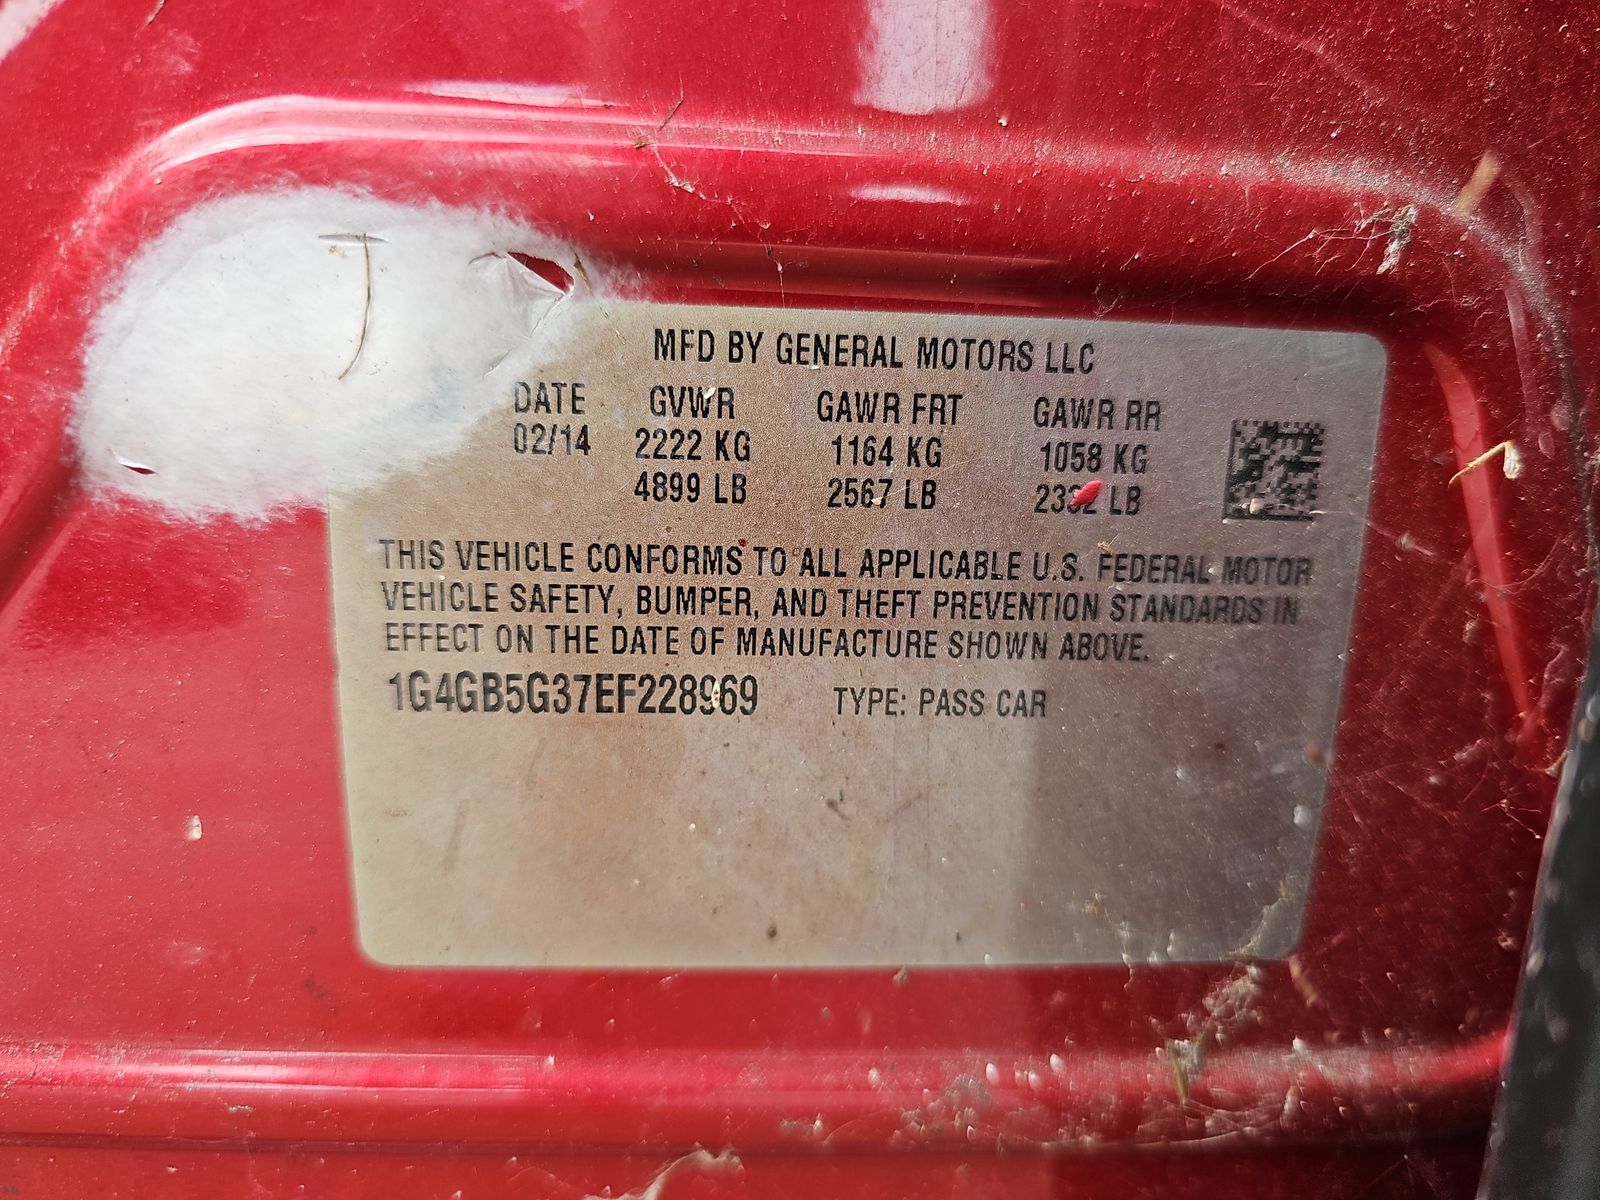 MFD BY GENERAL MOTORS LLC
DATE GVWR GAWR FRT GAWR RR
02/14 2222 KG 1164 KG 1058 KG
4899 LB 2567 LB 2332 LB
THIS VEHICLE CONFORMS TO ALL APPLICABLE U.S. FEDERAL MOTOR
VEHICLE SAFETY, BUMPER, AND THEFT PREVENTION STANDARDS IN
EFFECT ON THE DATE OF MANUFACTURE SHOWN ABOVE.
1G4GB5G37EF228969 TYPE: PASS CAR